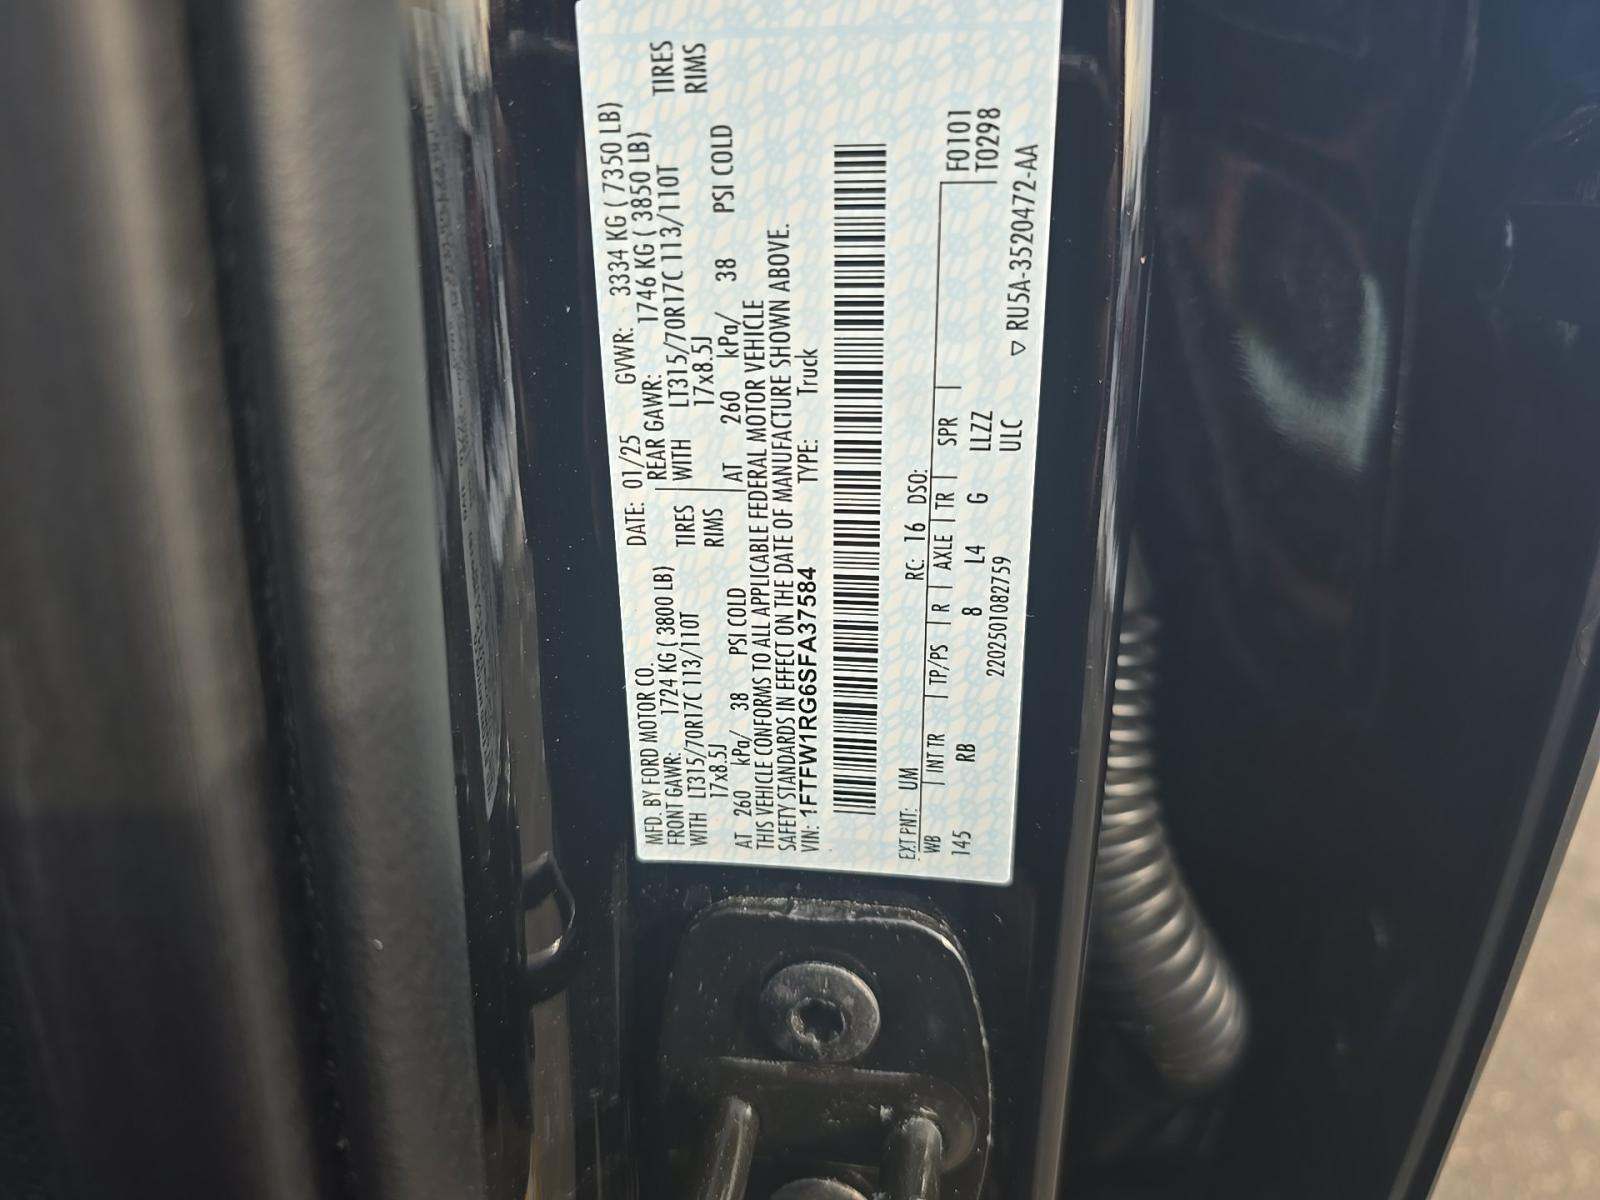 MFD. BY FORD MOTOR CO. DATE: 01/25 GVWR: 3334 KG ( 7350 LB)
FRONT GAWR: 1724 KG ( 3800 LB) REAR GAWR: 1746 KG ( 3850 LB)
WITH LT315/70R17C 113/110T TIRES WITH LT315/70R17C 113/110T TIRES
17x8.5J RIMS 17x8.5J RIMS
AT 260 kPa/ 38 PSI COLD AT 260 kPa/ 38 PSI COLD
THIS VEHICLE CONFORMS TO ALL APPLICABLE FEDERAL MOTOR VEHICLE
SAFETY STANDARDS IN EFFECT ON THE DATE OF MANUFACTURE SHOWN ABOVE.
VIN: 1FTFW1RG6SFA37584 TYPE: Truck
EXT PNT: UM RC: 16 DSO: F0101
WB INT TR TP/PS R AXLE TR SPR T0298
145 RB 8 L4 G LLZZ
2202501082759 ULC ▽ RU5A-3520472-AA